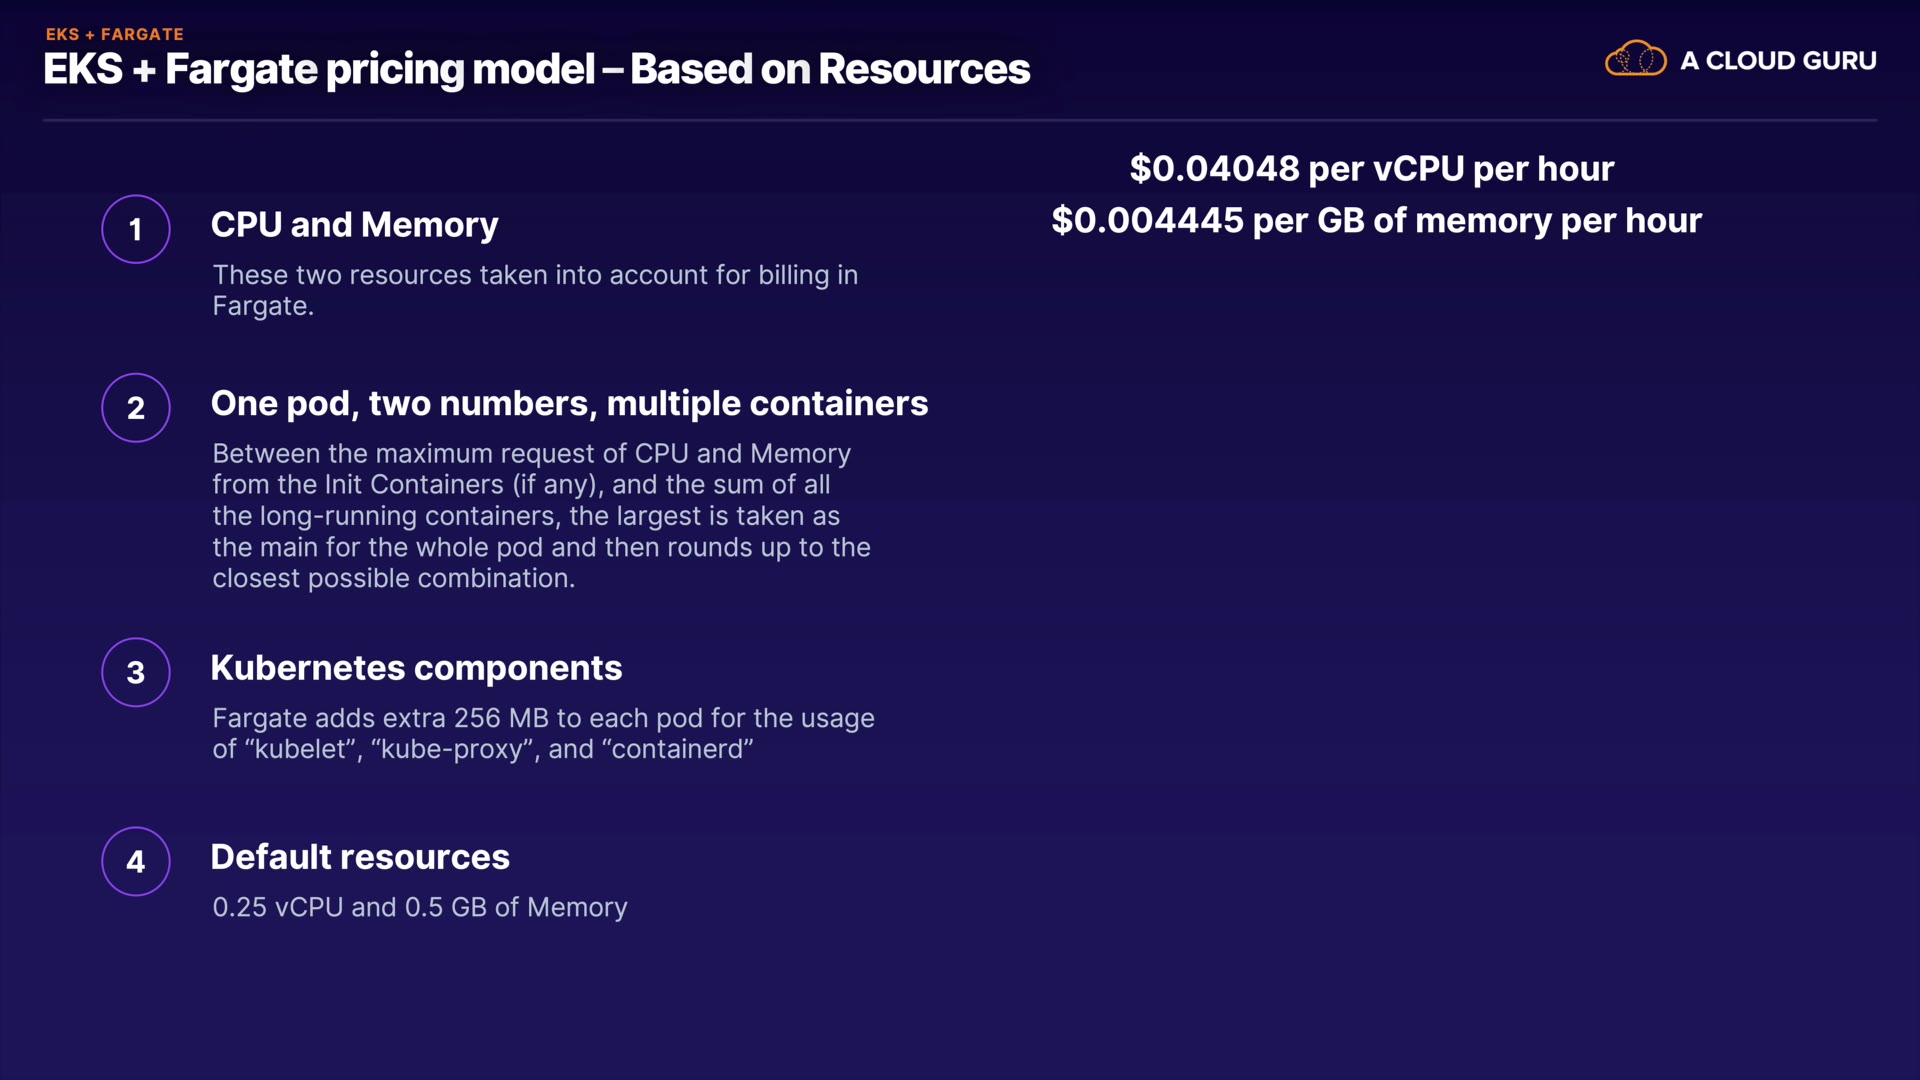 EKS + FARGATE
EKS + Fargate pricing model – Based on Resources
A CLOUD GURU
$0.04048 per vCPU per hour
$0.004445 per GB of memory per hour
1
CPU and Memory
These two resources taken into account for billing in
Fargate.
2
One pod, two numbers, multiple containers
Between the maximum request of CPU and Memory
from the Init Containers (if any), and the sum of all
the long-running containers, the largest is taken as
the main for the whole pod and then rounds up to the
closest possible combination.
3
Kubernetes components
Fargate adds extra 256 MB to each pod for the usage
of “kubelet”, “kube-proxy”, and “containerd”
4
Default resources
0.25 vCPU and 0.5 GB of Memory